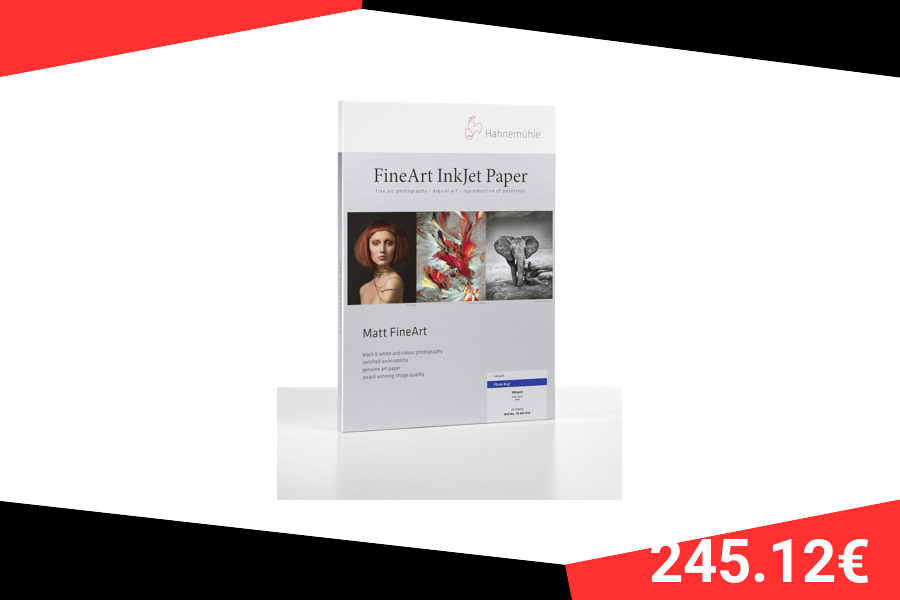 Hahnemühle
FineArt InkJet Paper
fine art photography - digital art - reproduction of paintings
Matt FineArt
black & white and colour photography
certified archivability
genuine art paper
award winning image quality
Photo Rag®
245.12€